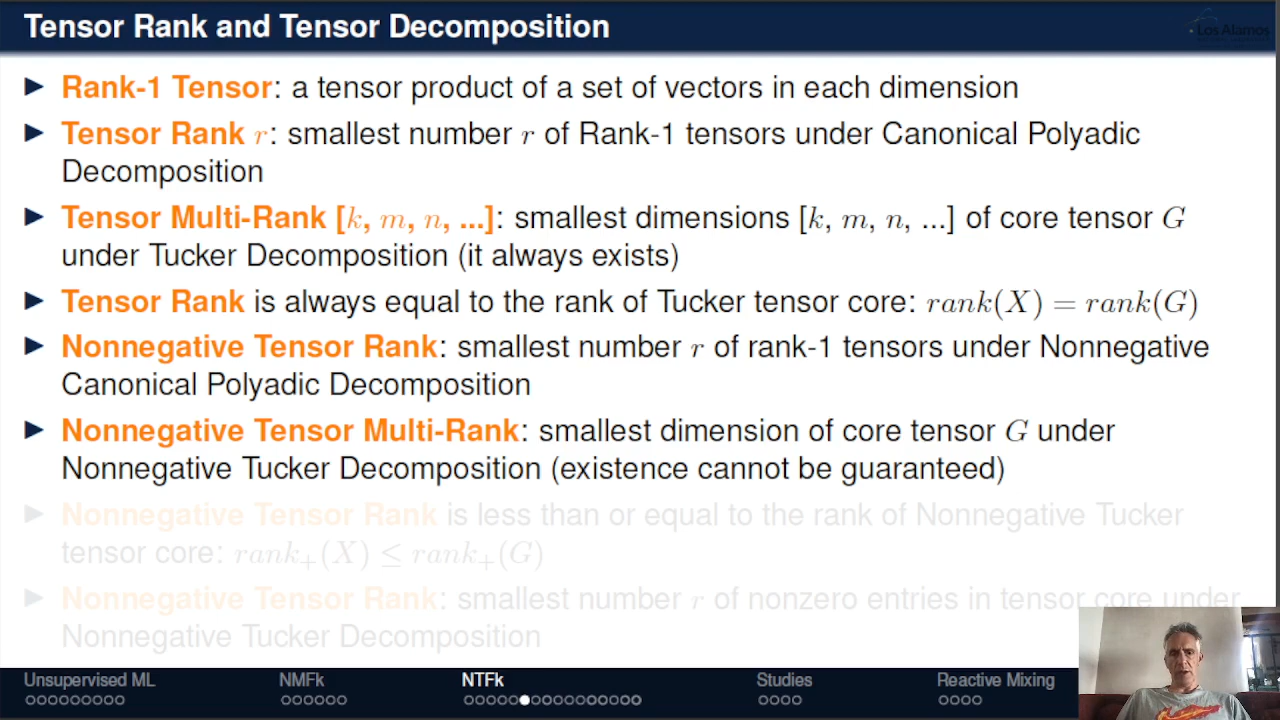 Tensor Rank and Tensor Decomposition
Los Alamos
Rank-1 Tensor: a tensor product of a set of vectors in each dimension
Tensor Rank r: smallest number r of Rank-1 tensors under Canonical Polyadic
Decomposition
Tensor Multi-Rank [k, m, n, ...]: smallest dimensions [k, m, n, ...] of core tensor G
under Tucker Decomposition (it always exists)
Tensor Rank is always equal to the rank of Tucker tensor core: rank(X) = rank(G)
Nonnegative Tensor Rank: smallest number r of rank-1 tensors under Nonnegative
Canonical Polyadic Decomposition
Nonnegative Tensor Multi-Rank: smallest dimension of core tensor G under
Nonnegative Tucker Decomposition (existence cannot be guaranteed)
Nonnegative Tensor Rank is less than or equal to the rank of Nonnegative Tucker
tensor core: rank₊(X) ≤ rank₊(G)
Nonnegative Tensor Rank: smallest number r of nonzero entries in tensor core under
Nonnegative Tucker Decomposition
Unsupervised ML NMFk NTFk Studies Reactive Mixing